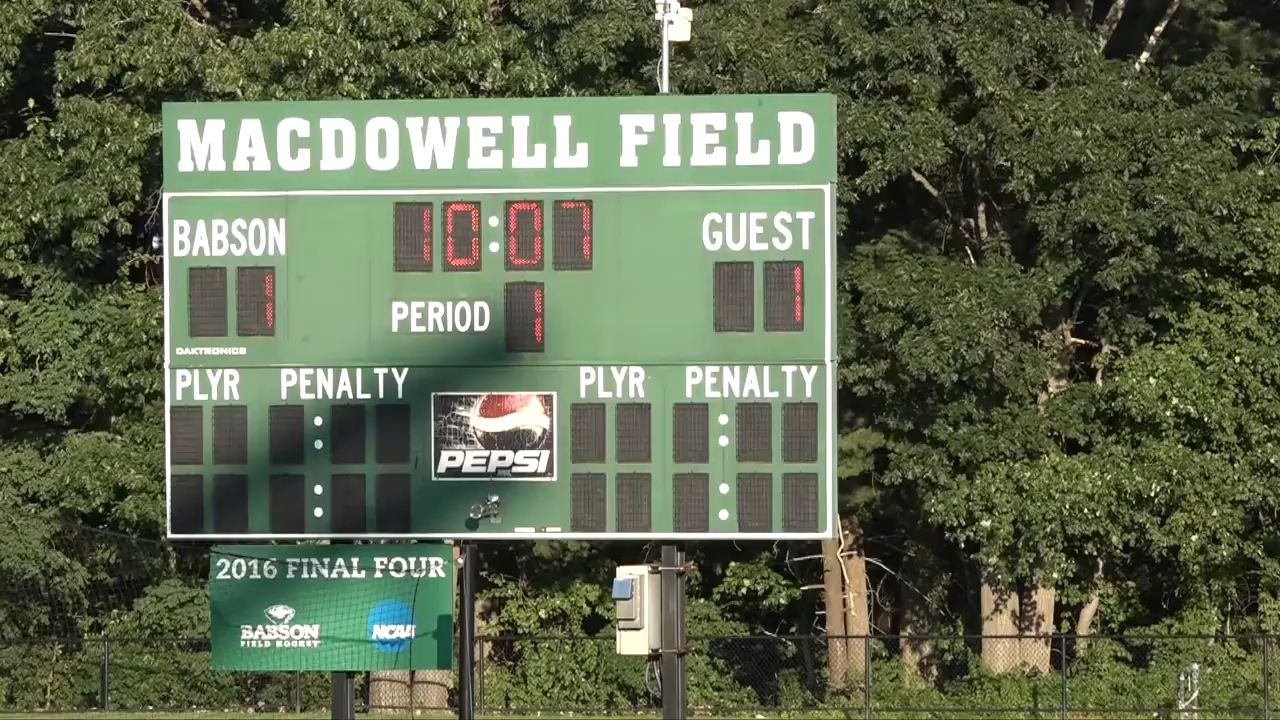 MACDOWELL FIELD
BABSON
10:07
GUEST
1
1
PERIOD
1
DAKTRONICS
PLYR PENALTY
PLYR PENALTY
PEPSI
2016 FINAL FOUR
BABSON
FIELD HOCKEY
NCAA